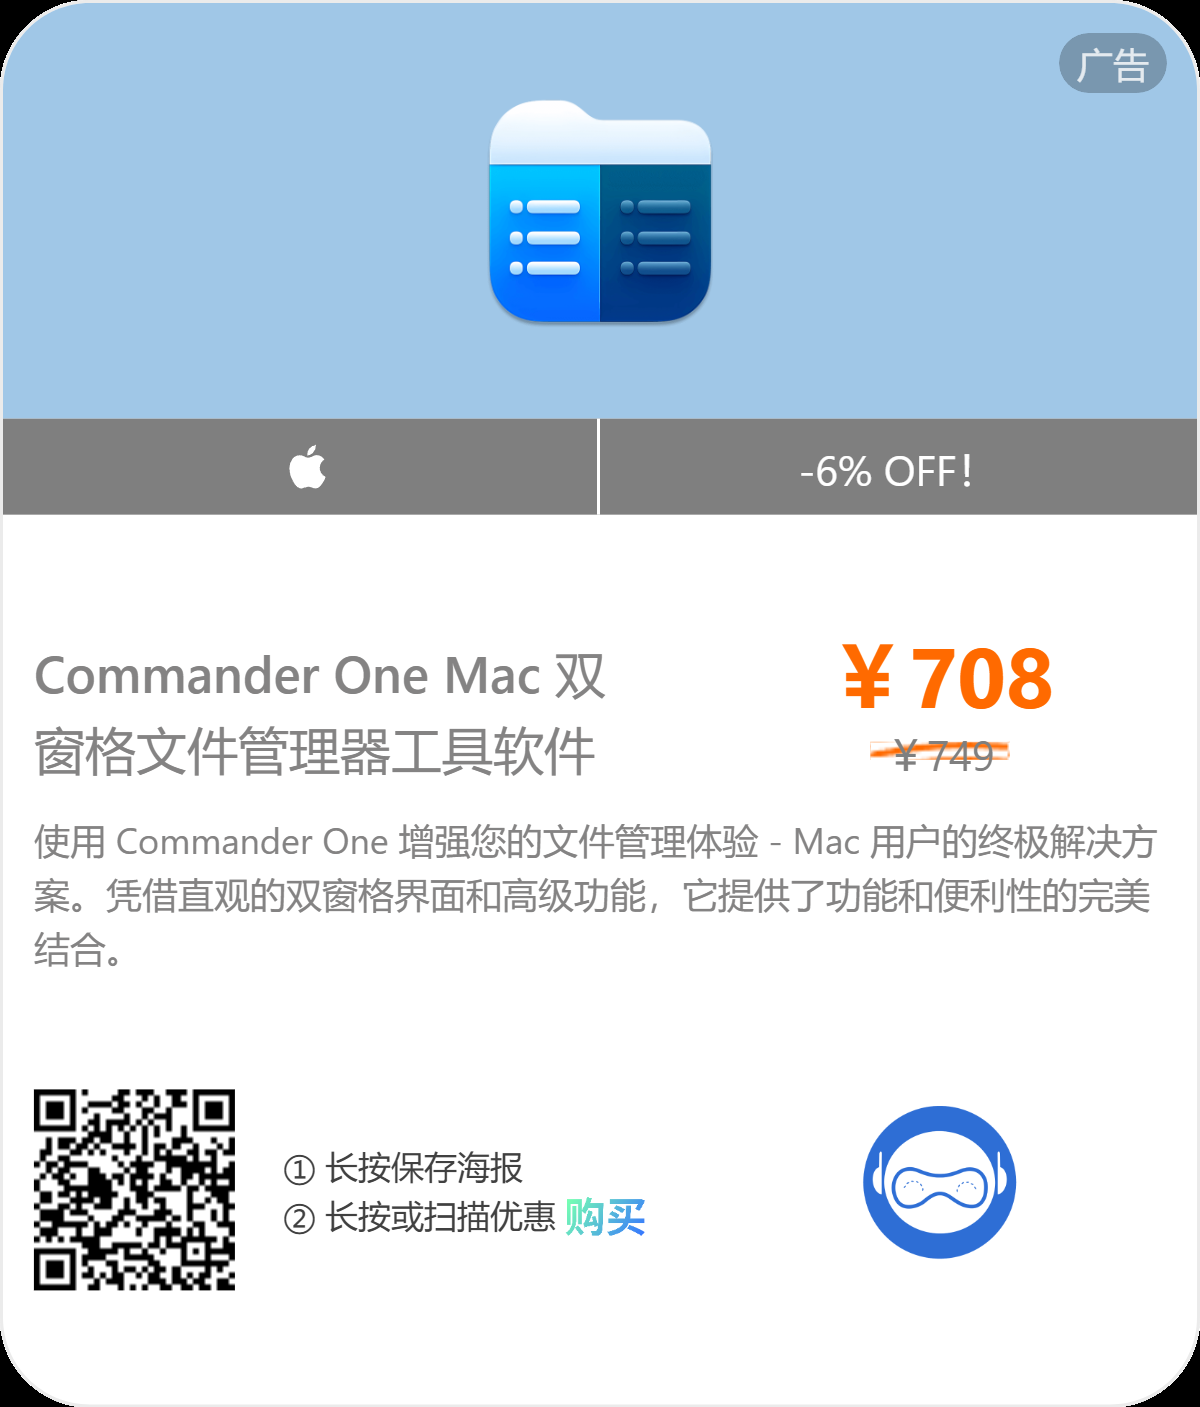 广告
-6% OFF!
Commander One Mac 双
窗格文件管理器工具软件
¥708
¥749
使用 Commander One 增强您的文件管理体验 - Mac 用户的终极解决方
案。凭借直观的双窗格界面和高级功能，它提供了功能和便利性的完美
结合。
① 长按保存海报
② 长按或扫描优惠 购买